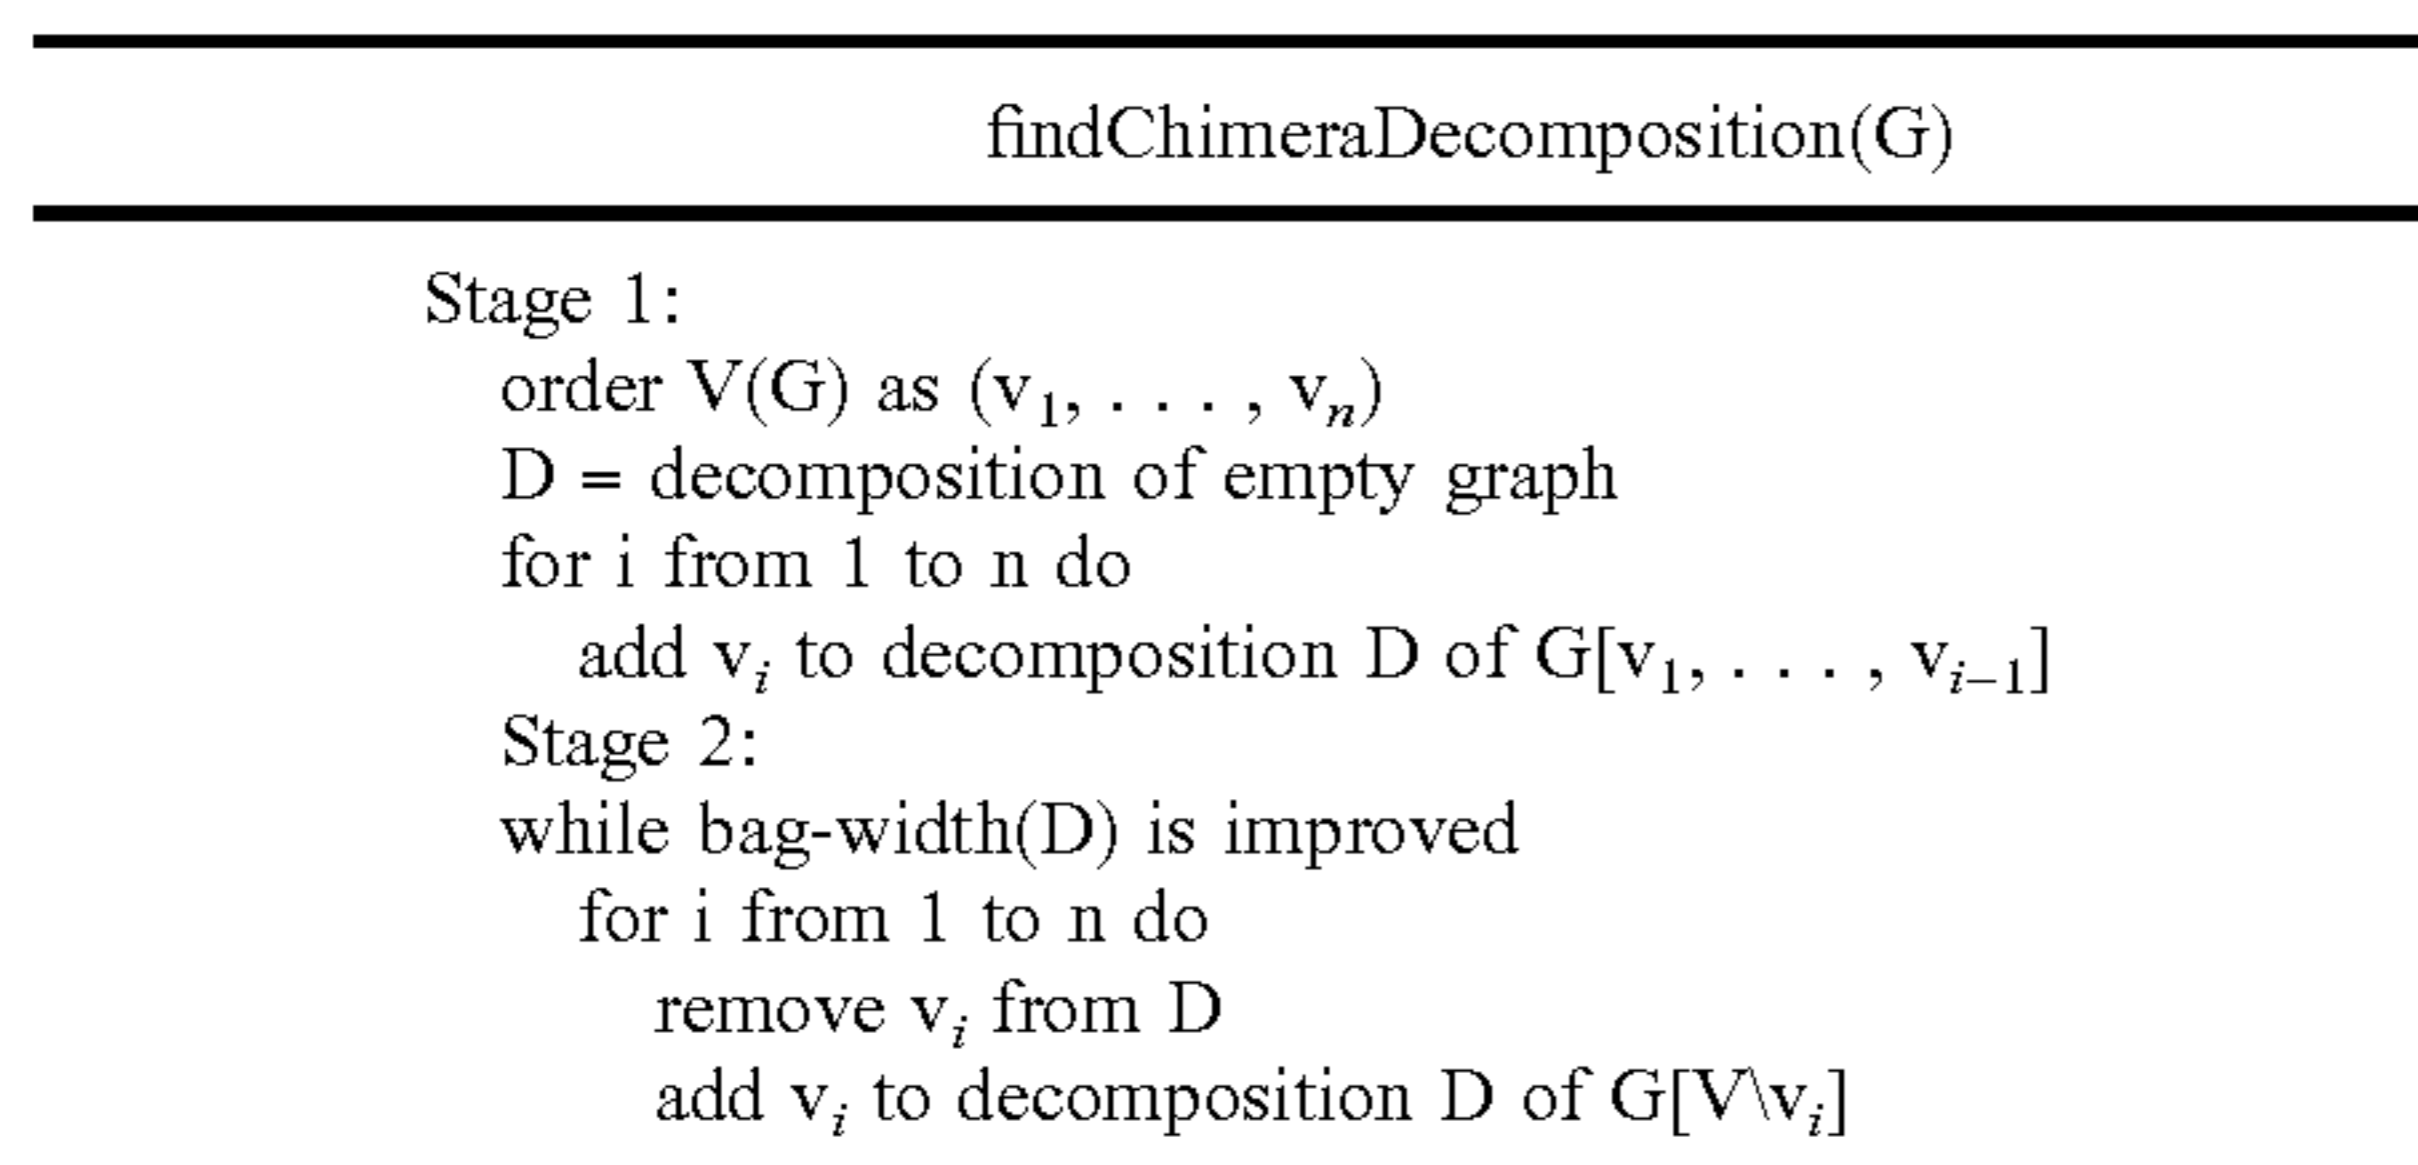 findChimeraDecomposition(G)
Stage 1:
order V(G) as (v₁, . . . , vₙ)
D = decomposition of empty graph
for i from 1 to n do
add vᵢ to decomposition D of G[v₁, . . . , vᵢ₋₁]
Stage 2:
while bag-width(D) is improved
for i from 1 to n do
remove vᵢ from D
add vᵢ to decomposition D of G[V\vᵢ]